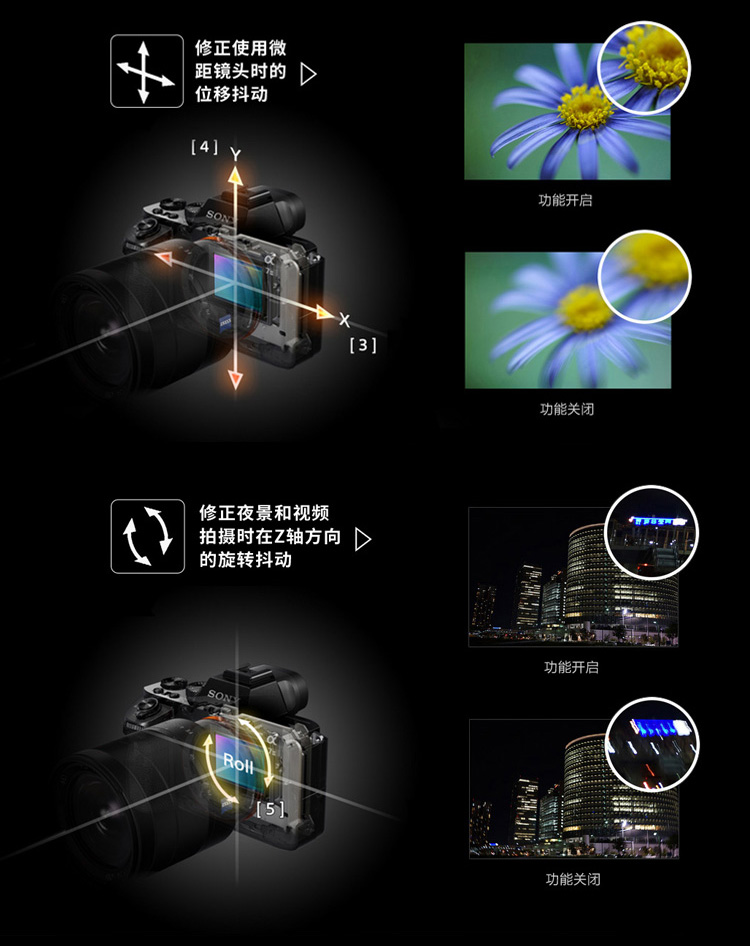 修正使用微
距镜头时的
位移抖动
[4]
Y
SONY
α
X
[3]
功能开启
功能关闭
修正夜景和视频
拍摄时在Z轴方向
的旋转抖动
SONY
α
Roll
[5]
功能开启
功能关闭